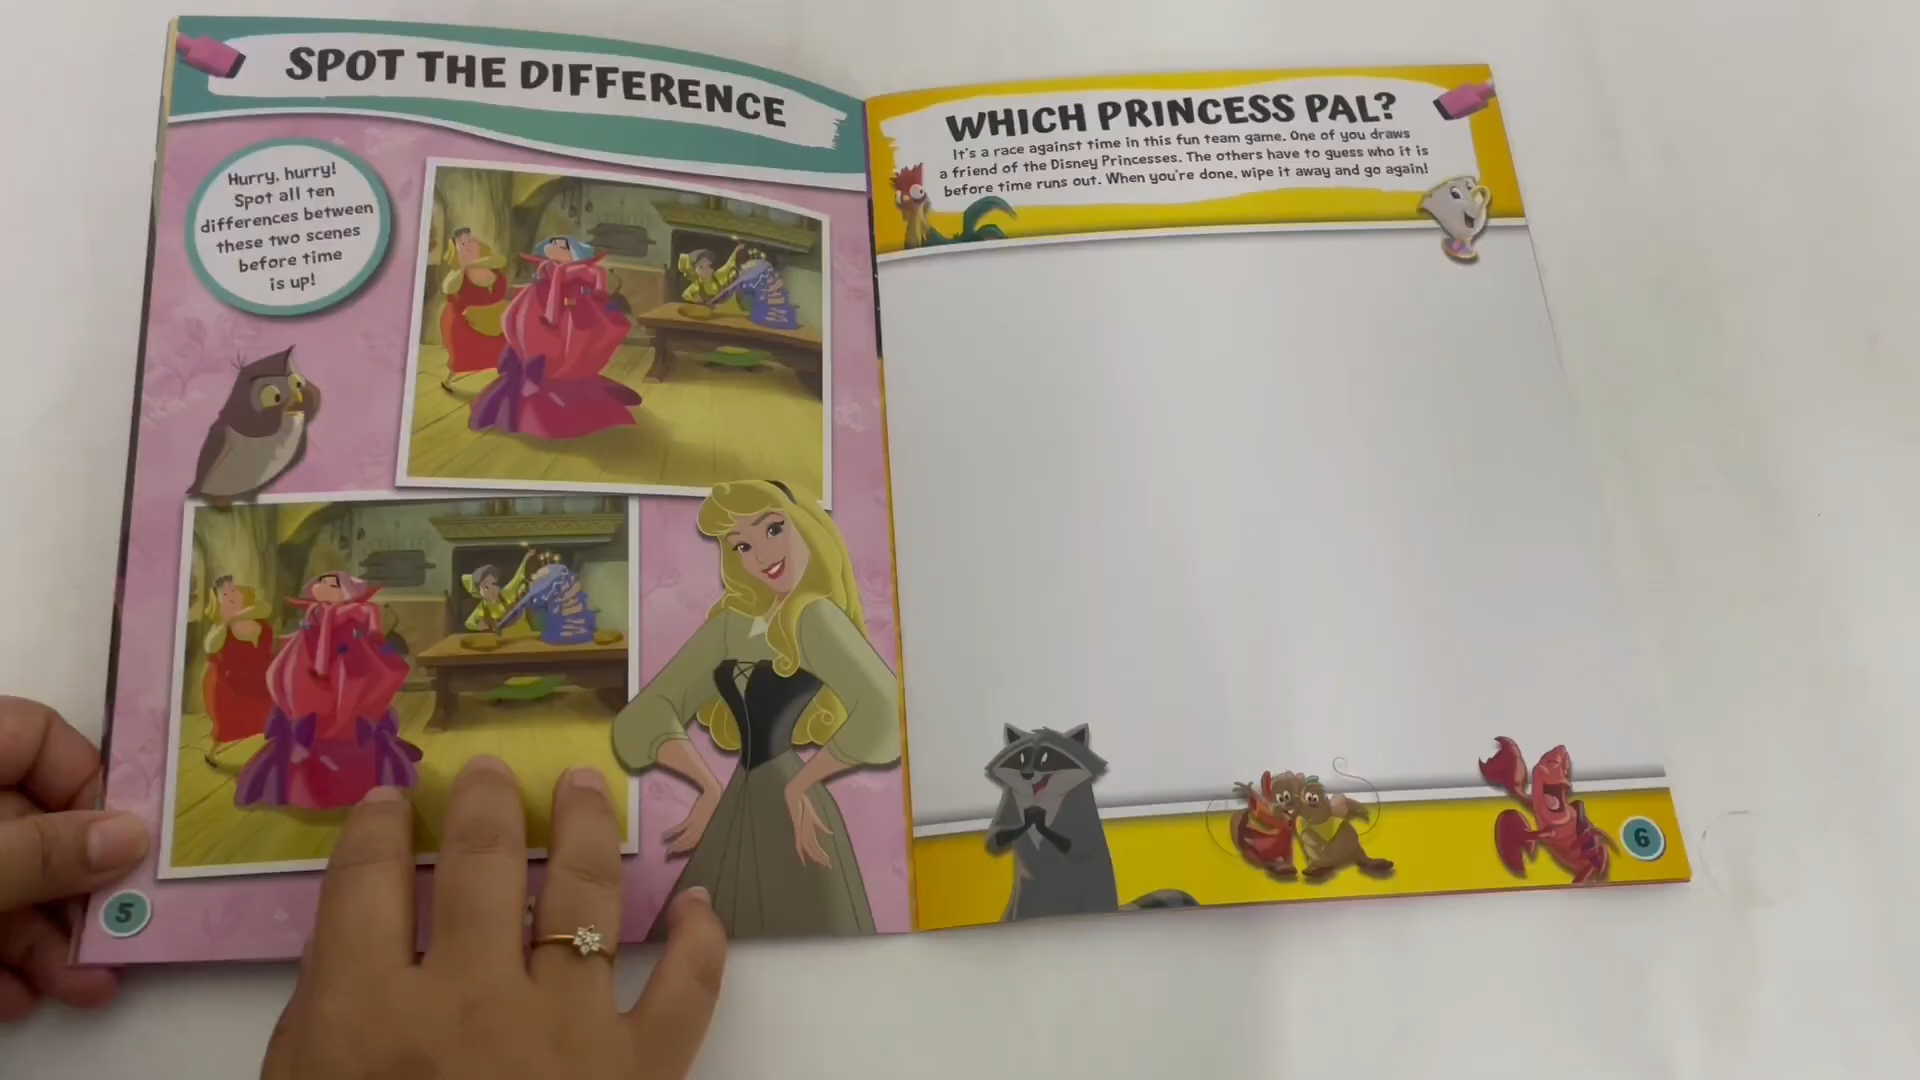 SPOT THE DIFFERENCE
Hurry, hurry!
Spot all ten
differences between
these two scenes
before time
is up!
5
WHICH PRINCESS PAL?
It's a race against time in this fun team game. One of you draws
a friend of the Disney Princesses. The others have to guess who it is
before time runs out. When you're done, wipe it away and go again!
6